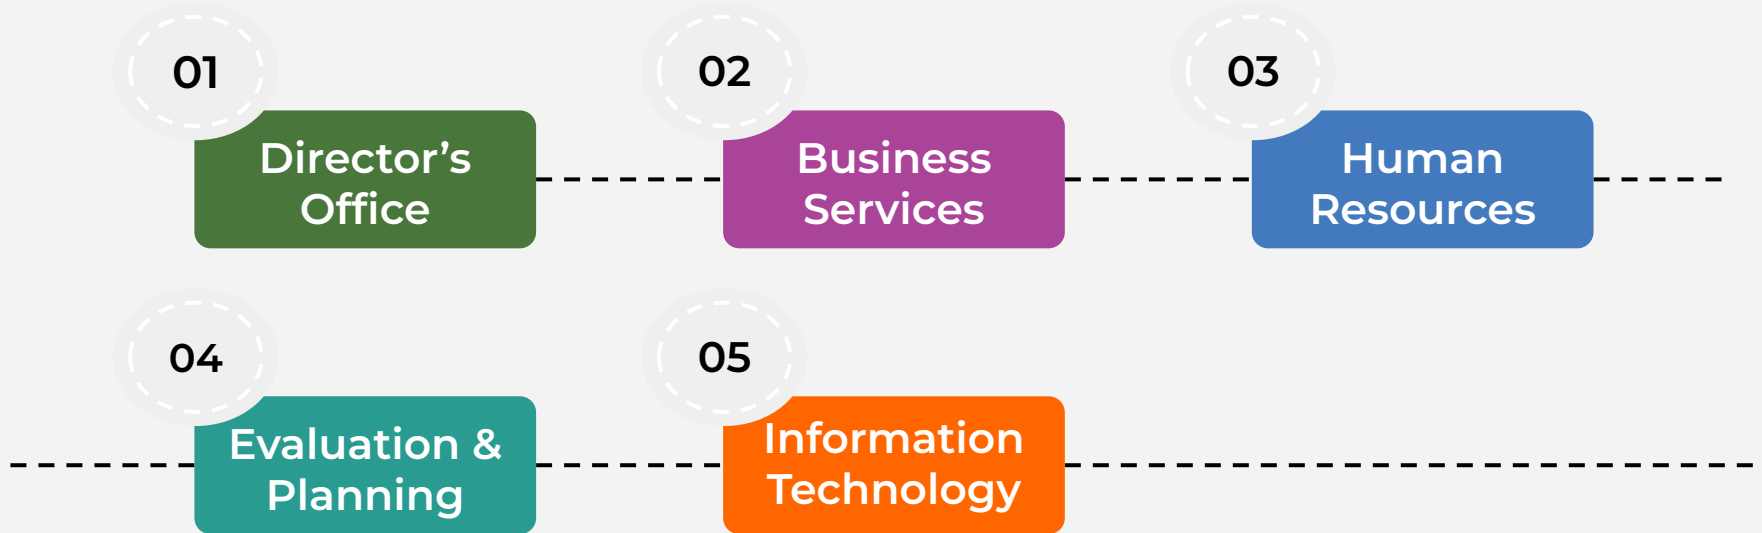 01
Director’s
Office
02
Business
Services
03
Human
Resources
04
Evaluation &
Planning
05
Information
Technology